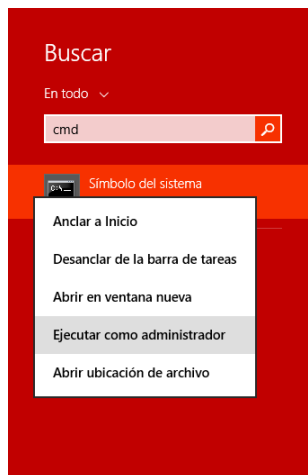 Buscar
En todo
cmd
C:\_
Símbolo del sistema
Anclar a Inicio
Desanclar de la barra de tareas
Abrir en ventana nueva
Ejecutar como administrador
Abrir ubicación de archivo